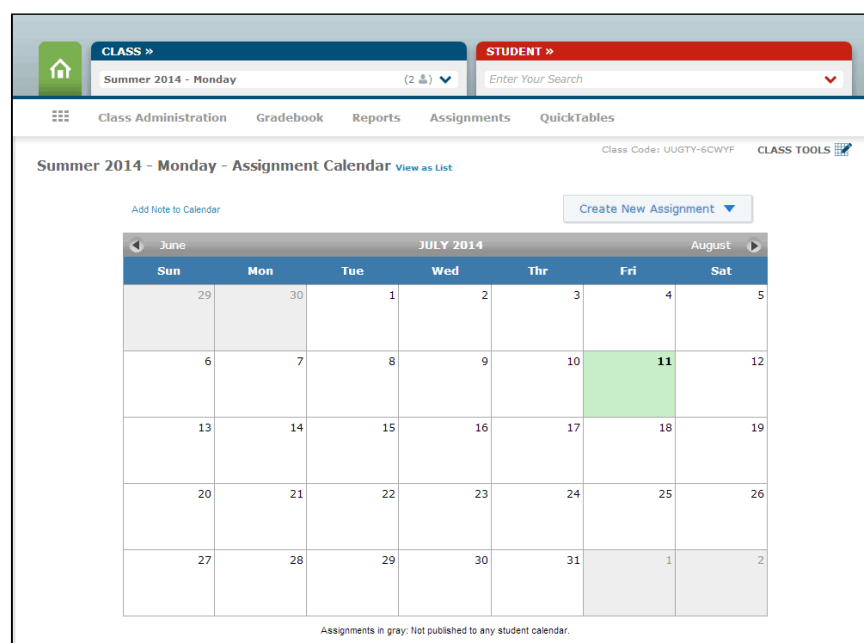 CLASS » STUDENT »
Summer 2014 - Monday (2 ) Enter Your Search
Class Administration Gradebook Reports Assignments QuickTables
Class Code: UUGTY-6CWYF CLASS TOOLS
Summer 2014 - Monday - Assignment Calendar View as List
Add Note to Calendar Create New Assignment
June JULY 2014 August
Sun Mon Tue Wed Thr Fri Sat
29 30 1 2 3 4 5
6 7 8 9 10 11 12
13 14 15 16 17 18 19
20 21 22 23 24 25 26
27 28 29 30 31 1 2
Assignments in gray: Not published to any student calendar.